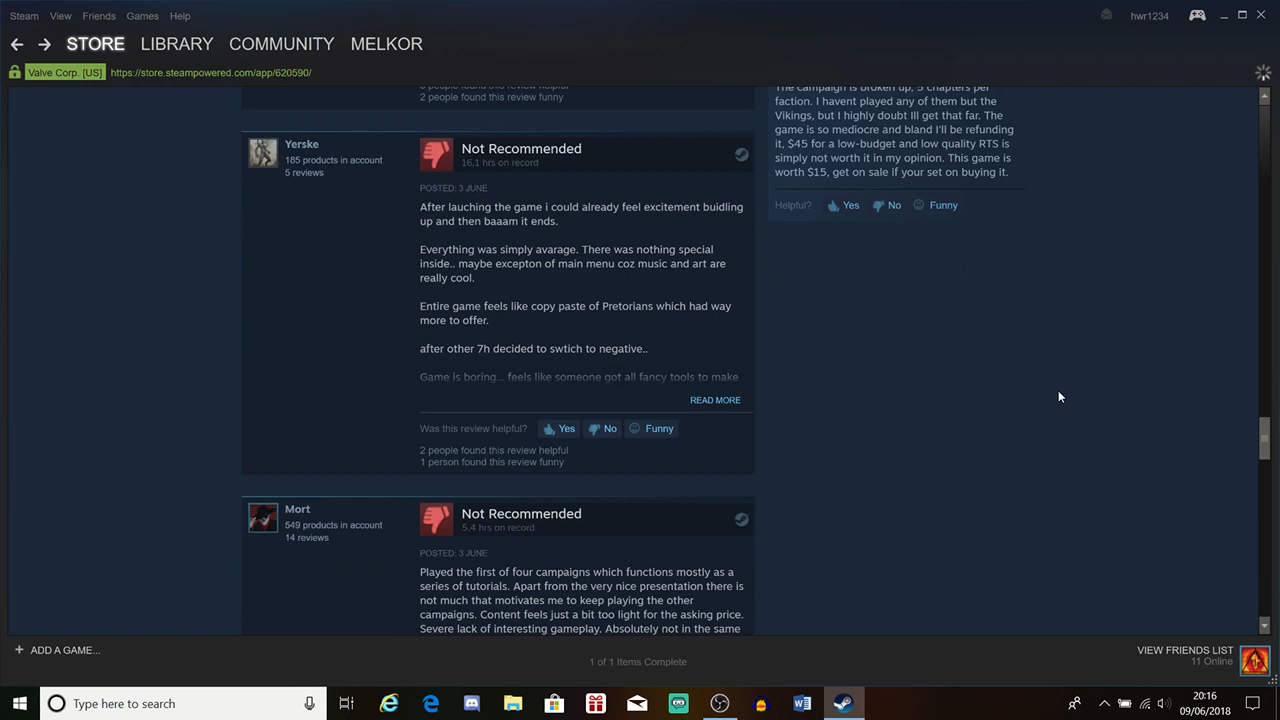 Steam View Friends Games Help
hwr1234
STORE LIBRARY COMMUNITY MELKOR
Valve Corp. [US] https://store.steampowered.com/app/620590/
6 people found this review helpful
2 people found this review funny
Yerske
185 products in account
5 reviews
Not Recommended
16.1 hrs on record
POSTED: 3 JUNE
After lauching the game i could already feel excitement buidling
up and then baaam it ends.
Everything was simply avarage. There was nothing special
inside.. maybe excepton of main menu coz music and art are
really cool.
Entire game feels like copy paste of Pretorians which had way
more to offer.
after other 7h decided to swtich to negative..
Game is boring... feels like someone got all fancy tools to make
READ MORE
Was this review helpful? Yes No Funny
2 people found this review helpful
1 person found this review funny
Mort
549 products in account
14 reviews
Not Recommended
5.4 hrs on record
POSTED: 3 JUNE
Played the first of four campaigns which functions mostly as a
series of tutorials. Apart from the very nice presentation there is
not much that motivates me to keep playing the other
campaigns. Content feels just a bit too light for the asking price.
Severe lack of interesting gameplay. Absolutely not in the same
The campaign is broken up, 5 chapters per
faction. I havent played any of them but the
Vikings, but I highly doubt Ill get that far. The
game is so mediocre and bland I'll be refunding
it, $45 for a low-budget and low quality RTS is
simply not worth it in my opinion. This game is
worth $15, get on sale if your set on buying it.
Helpful? Yes No Funny
+ ADD A GAME...
1 of 1 Items Complete
VIEW FRIENDS LIST
11 Online
Type here to search
20:16
09/06/2018